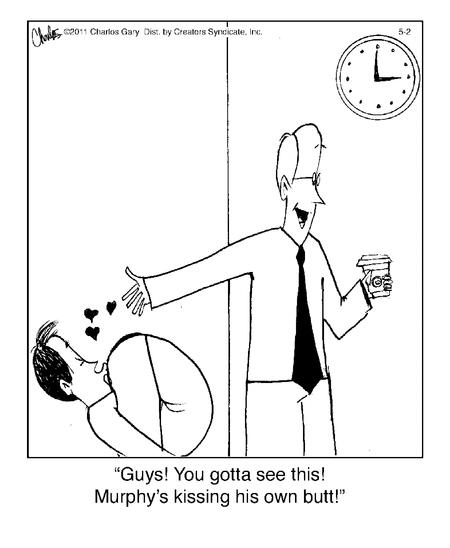 Charlos ©2011 Charlos Gary Dist. by Creators Syndicate, Inc. 5-2
“Guys! You gotta see this!
Murphy’s kissing his own butt!”